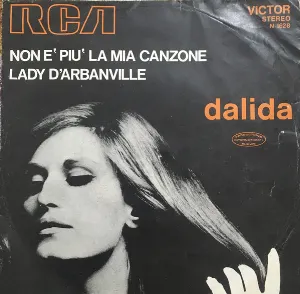 RCA
VICTOR
STEREO
NON E' PIU' LA MIA CANZONE
LADY D'ARBANVILLE
dalida